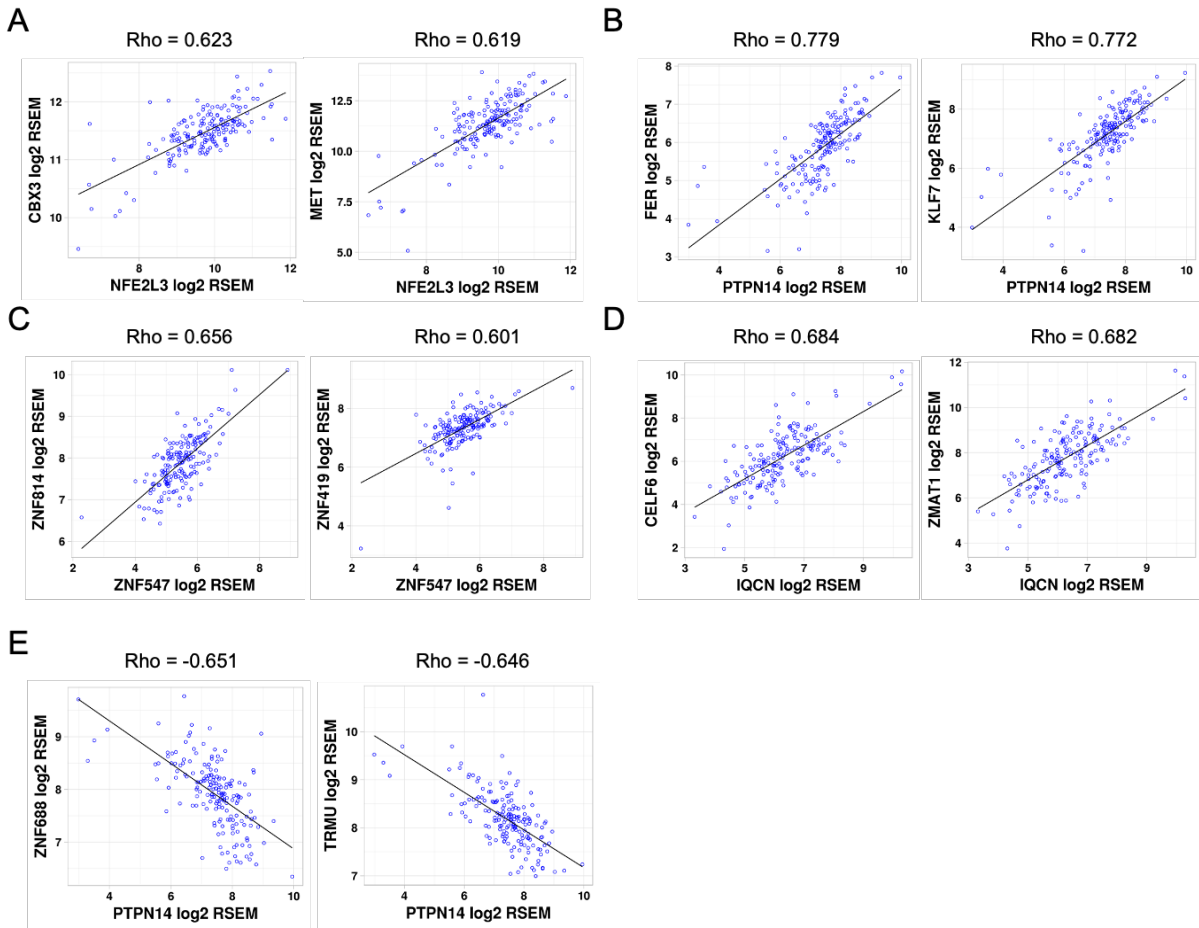 A
B
Rho = 0.623
Rho = 0.619
Rho = 0.779
Rho = 0.772
CBX3 log2 RSEM
12
11
10
8
10
12
NFE2L3 log2 RSEM
MET log2 RSEM
12.5
10.0
7.5
5.0
8
10
12
NFE2L3 log2 RSEM
FER log2 RSEM
8
7
6
5
4
3
4
6
8
10
PTPN14 log2 RSEM
KLF7 log2 RSEM
8
6
4
4
6
8
10
PTPN14 log2 RSEM
C
D
Rho = 0.656
Rho = 0.601
Rho = 0.684
Rho = 0.682
ZNF814 log2 RSEM
10
9
8
7
6
2
4
6
8
ZNF547 log2 RSEM
ZNF419 log2 RSEM
8
6
4
4
6
8
ZNF547 log2 RSEM
CELF6 log2 RSEM
10
8
6
4
2
3
5
7
9
IQCN log2 RSEM
ZMAT1 log2 RSEM
12
10
8
6
4
3
5
7
9
IQCN log2 RSEM
E
Rho = -0.651
Rho = -0.646
ZNF688 log2 RSEM
9
8
7
4
6
8
10
PTPN14 log2 RSEM
TRMU log2 RSEM
10
9
8
7
4
6
8
10
PTPN14 log2 RSEM